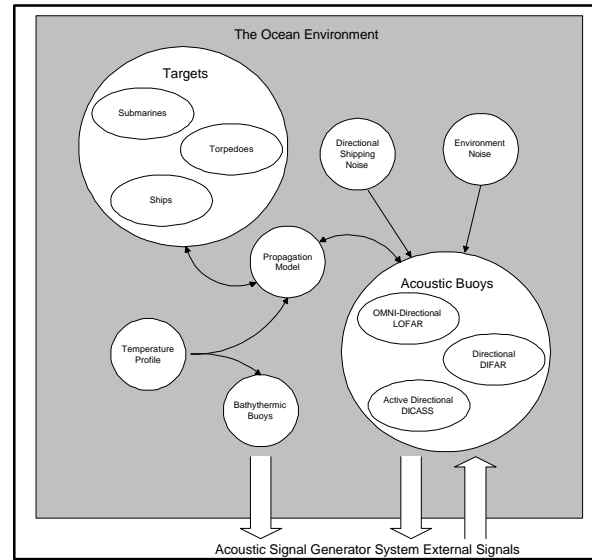 The Ocean Environment
Targets
Submarines
Torpedoes
Ships
Directional
Shipping
Noise
Environment
Noise
Propagation
Model
Acoustic Buoys
OMNI-Directional
LOFAR
Directional
DIFAR
Active Directional
DICASS
Temperature
Profile
Bathythermic
Buoys
Acoustic Signal Generator System External Signals